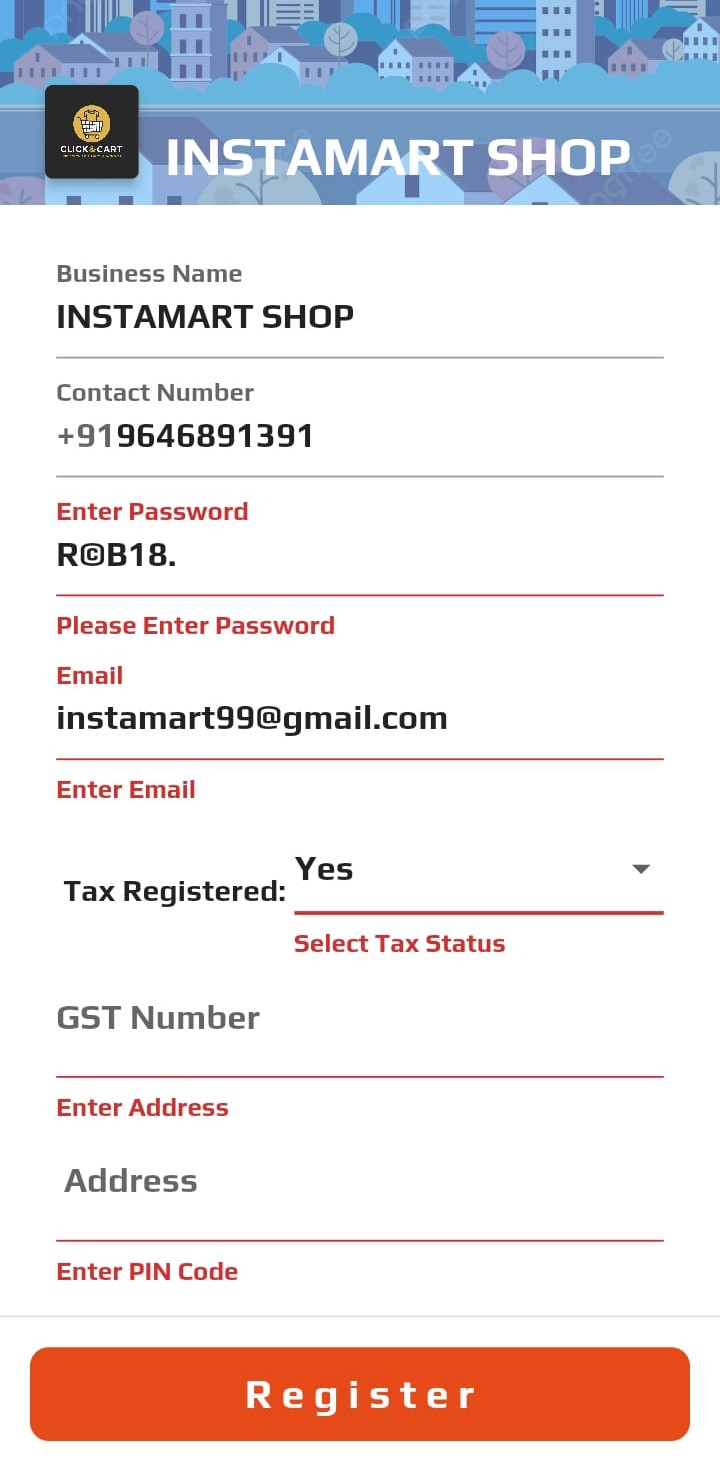 CLICK&CART
INSTAMART SHOP
Business Name
INSTAMART SHOP
Contact Number
+919646891391
Enter Password
R©B18.
Please Enter Password
Email
instamart99@gmail.com
Enter Email
Yes
Tax Registered:
Select Tax Status
GST Number
Enter Address
Address
Enter PIN Code
Register